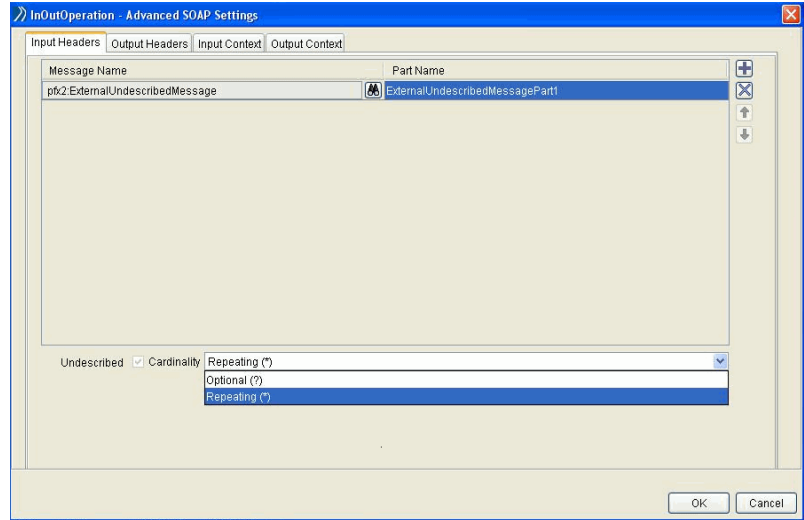 InOutOperation - Advanced SOAP Settings
Input Headers Output Headers Input Context Output Context
Message Name Part Name
pfx2:ExternalUndescribedMessage ExternalUndescribedMessagePart1
Undescribed Cardinality Repeating (*)
Optional (?)
Repeating (*)
OK Cancel